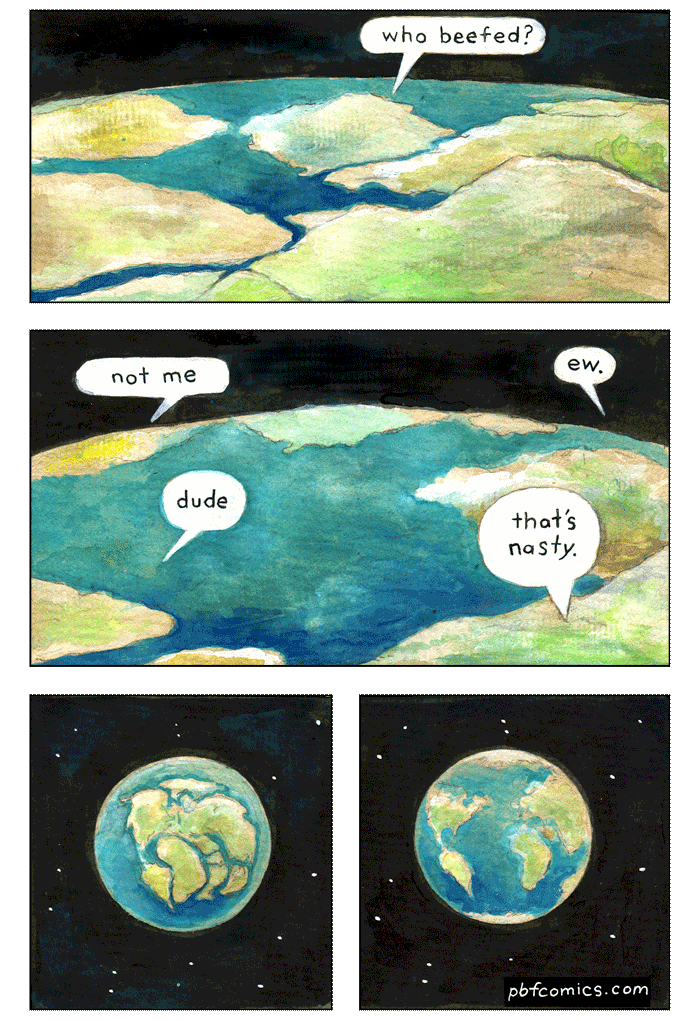 who beefed?
not me
ew.
dude
that's
nasty.
pbfcomics.com